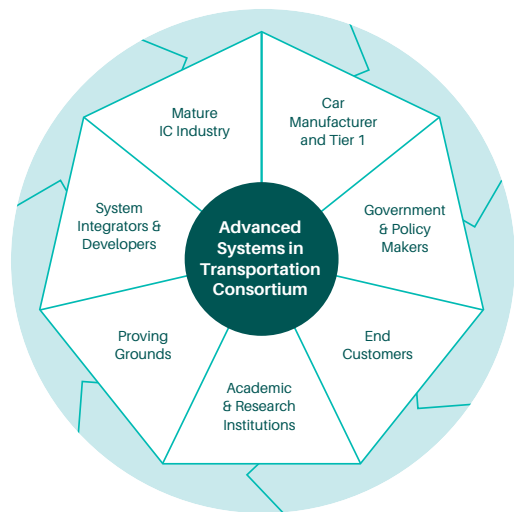 Mature
IC Industry
Car
Manufacturer
and Tier 1
System
Integrators &
Developers
Advanced
Systems in
Transportation
Consortium
Government
& Policy
Makers
Proving
Grounds
End
Customers
Academic
& Research
Institutions